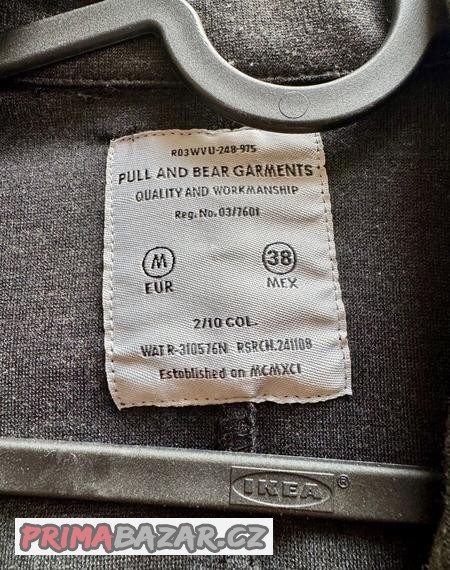 R03WVU-248-975
PULL AND BEAR GARMENTS
QUALITY AND WORKMANSHIP
Reg. No. 03/7601
M
EUR
38
MEX
2/10 COL.
WAT R-310576N RSRCH.241108
Established on MCMXCI
IKEA®
PRIMABAZAR.CZ